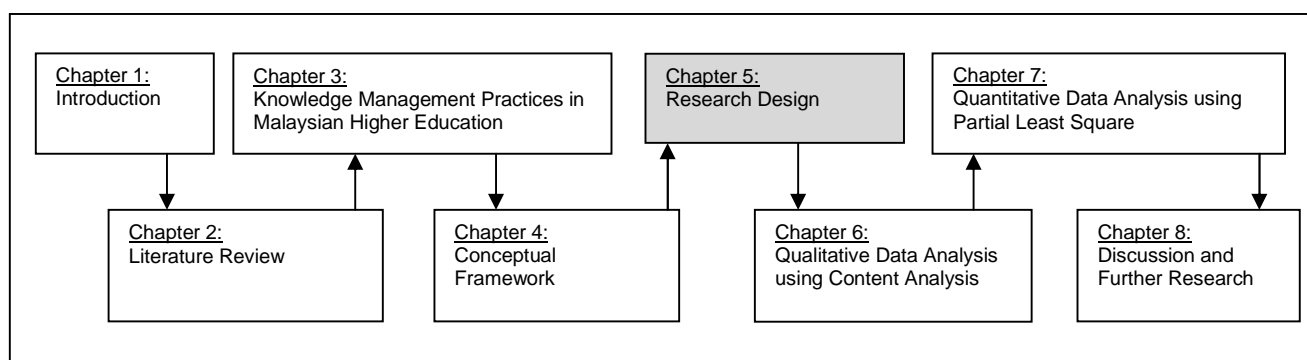 Chapter 1:
Introduction
Chapter 2:
Literature Review
Chapter 3:
Knowledge Management Practices in
Malaysian Higher Education
Chapter 4:
Conceptual
Framework
Chapter 5:
Research Design
Chapter 6:
Qualitative Data Analysis
using Content Analysis
Chapter 7:
Quantitative Data Analysis using
Partial Least Square
Chapter 8:
Discussion and
Further Research